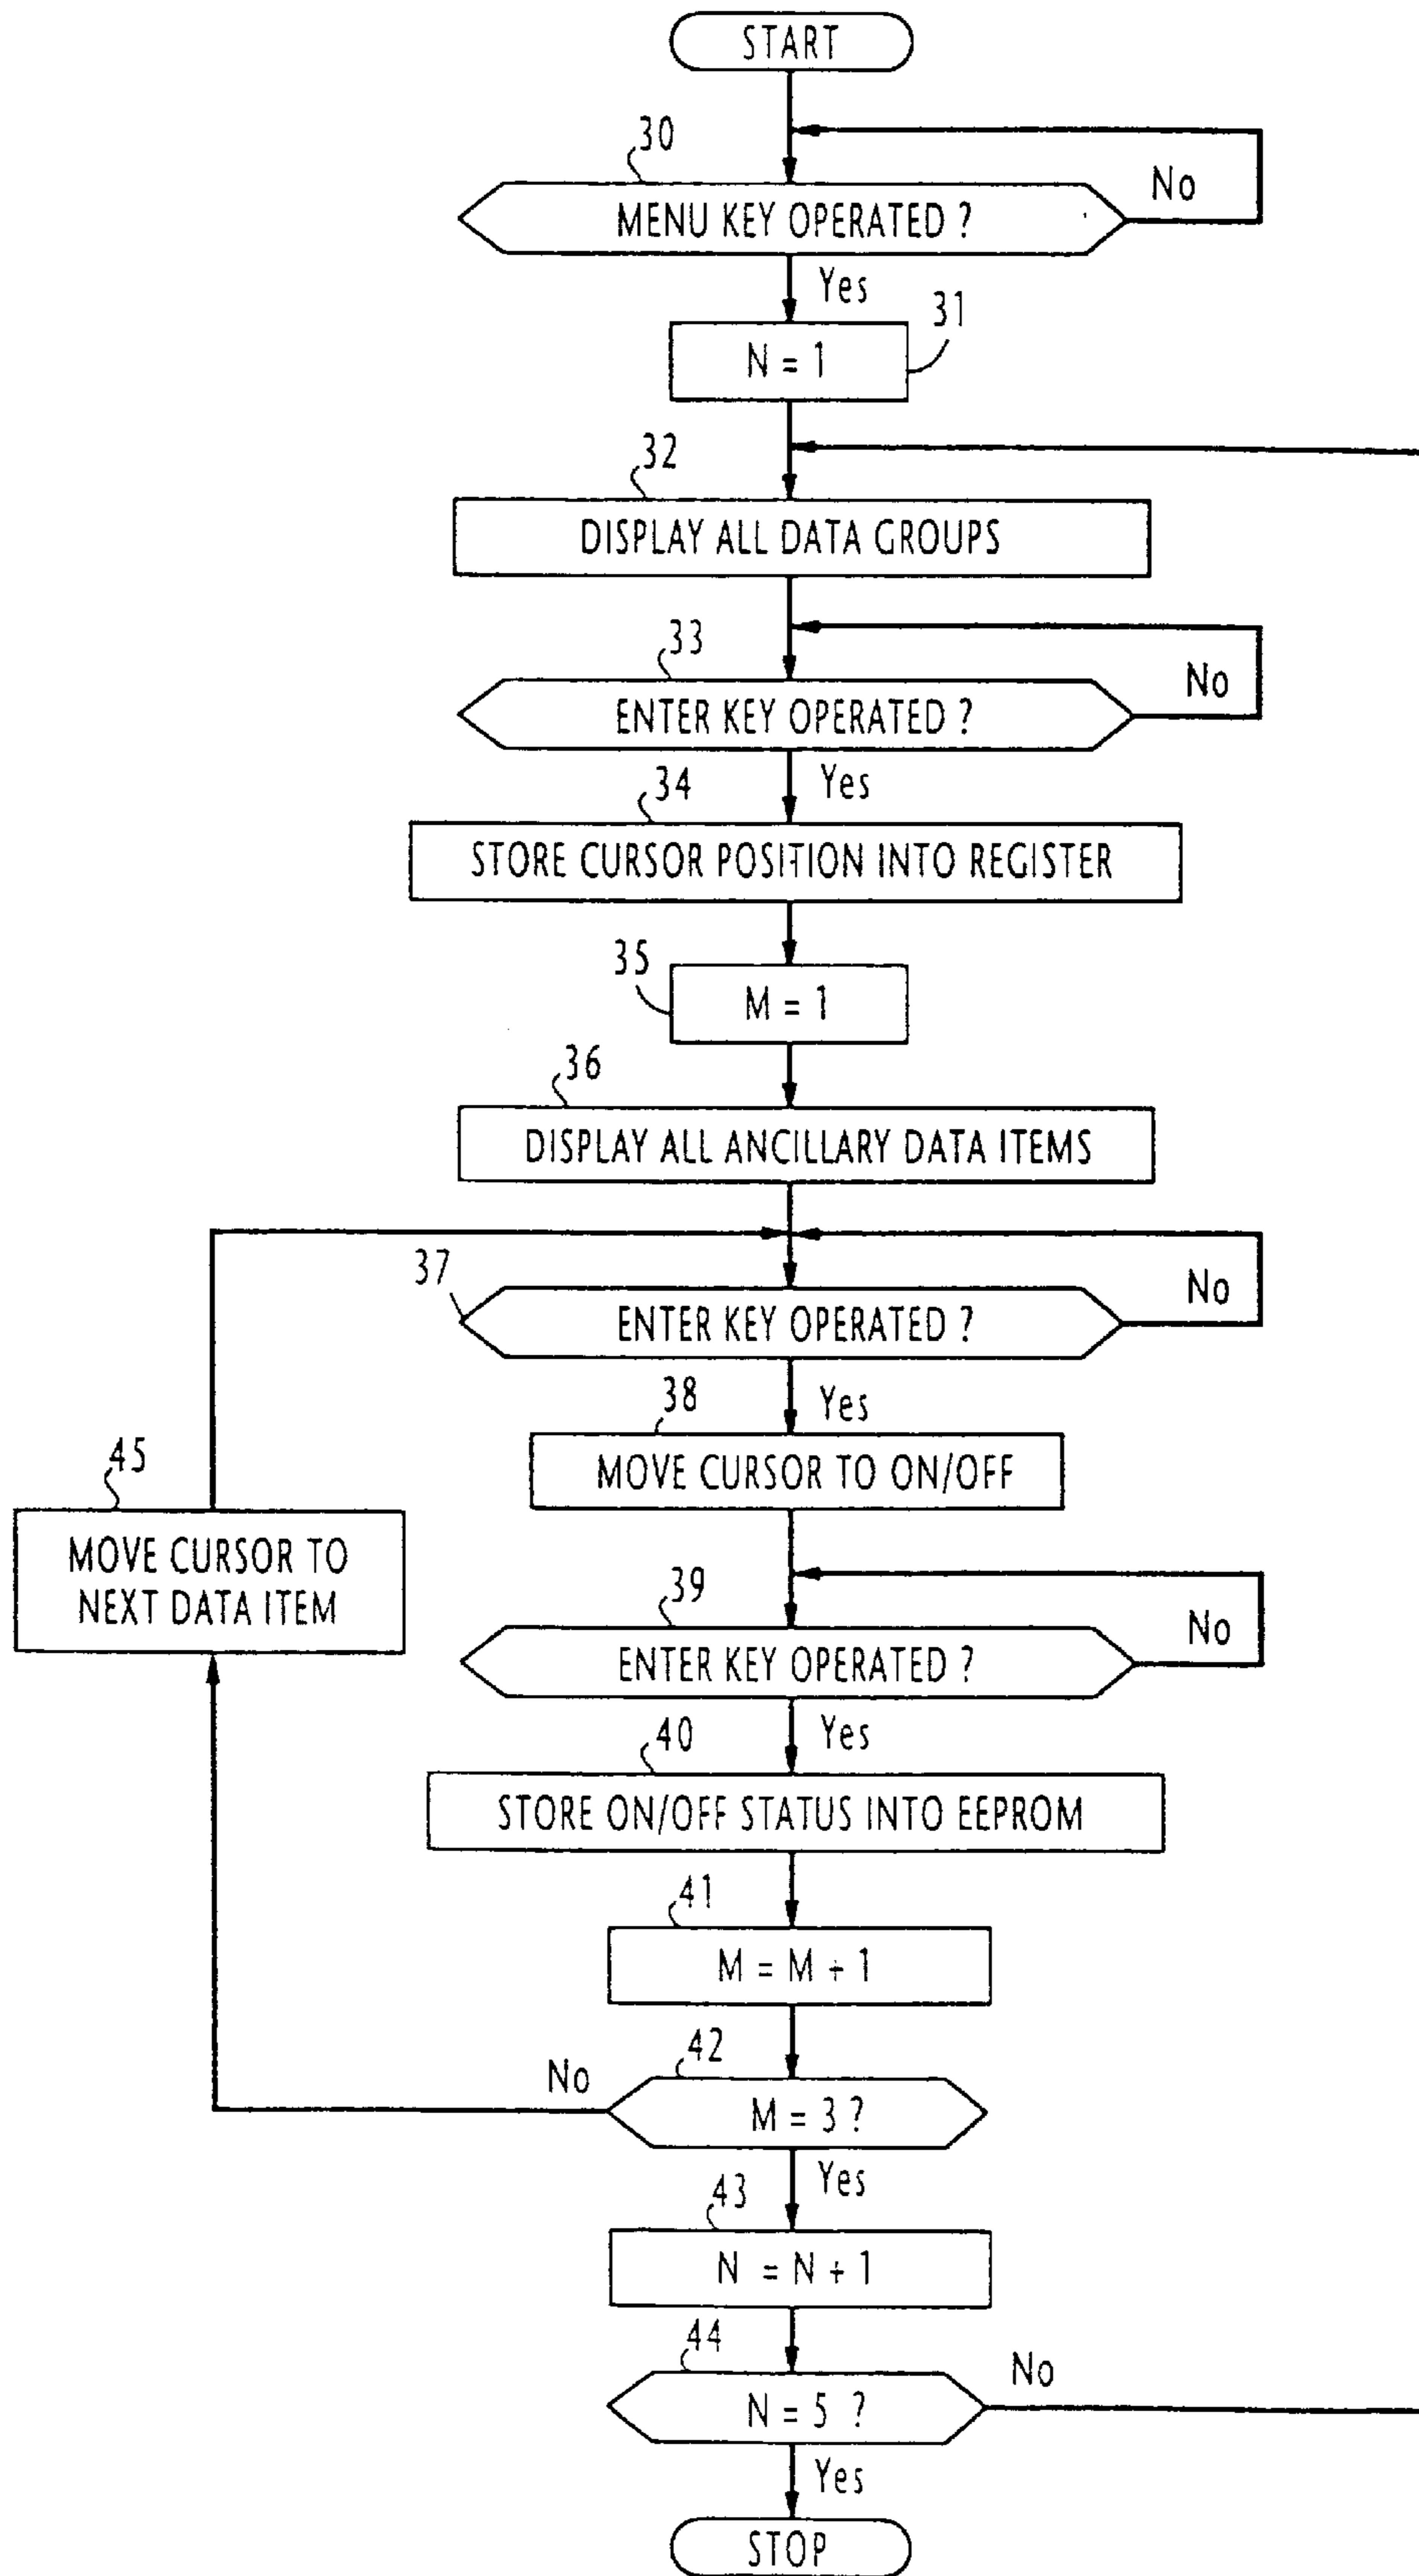 START
30
No
MENU KEY OPERATED ?
Yes
31
N = 1
32
DISPLAY ALL DATA GROUPS
33
No
ENTER KEY OPERATED ?
Yes
34
STORE CURSOR POSITION INTO REGISTER
35
M = 1
36
DISPLAY ALL ANCILLARY DATA ITEMS
37
No
ENTER KEY OPERATED ?
Yes
38
MOVE CURSOR TO ON/OFF
45
MOVE CURSOR TO
NEXT DATA ITEM
39
No
ENTER KEY OPERATED ?
Yes
40
STORE ON/OFF STATUS INTO EEPROM
41
M = M + 1
42
No
M = 3 ?
Yes
43
N = N + 1
44
No
N = 5 ?
Yes
STOP